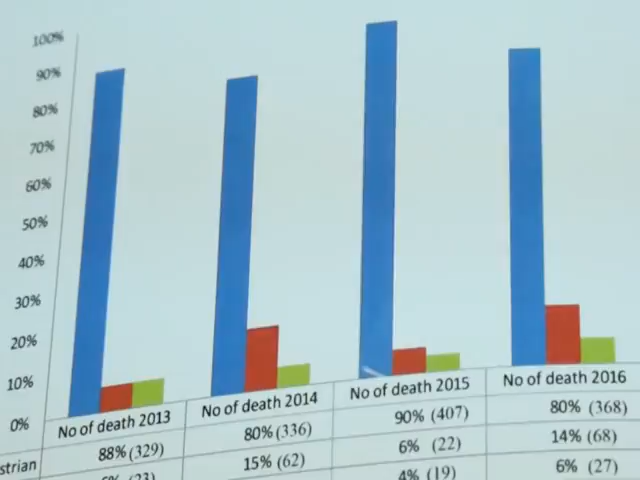 100%
90%
80%
70%
60%
50%
40%
30%
20%
10%
0%
No of death 2013 No of death 2014 No of death 2015 No of death 2016
strian 88% (329) 80% (336) 90% (407) 80% (368)
6% (23) 15% (62) 6% (22) 14% (68)
4% (19) 6% (27)